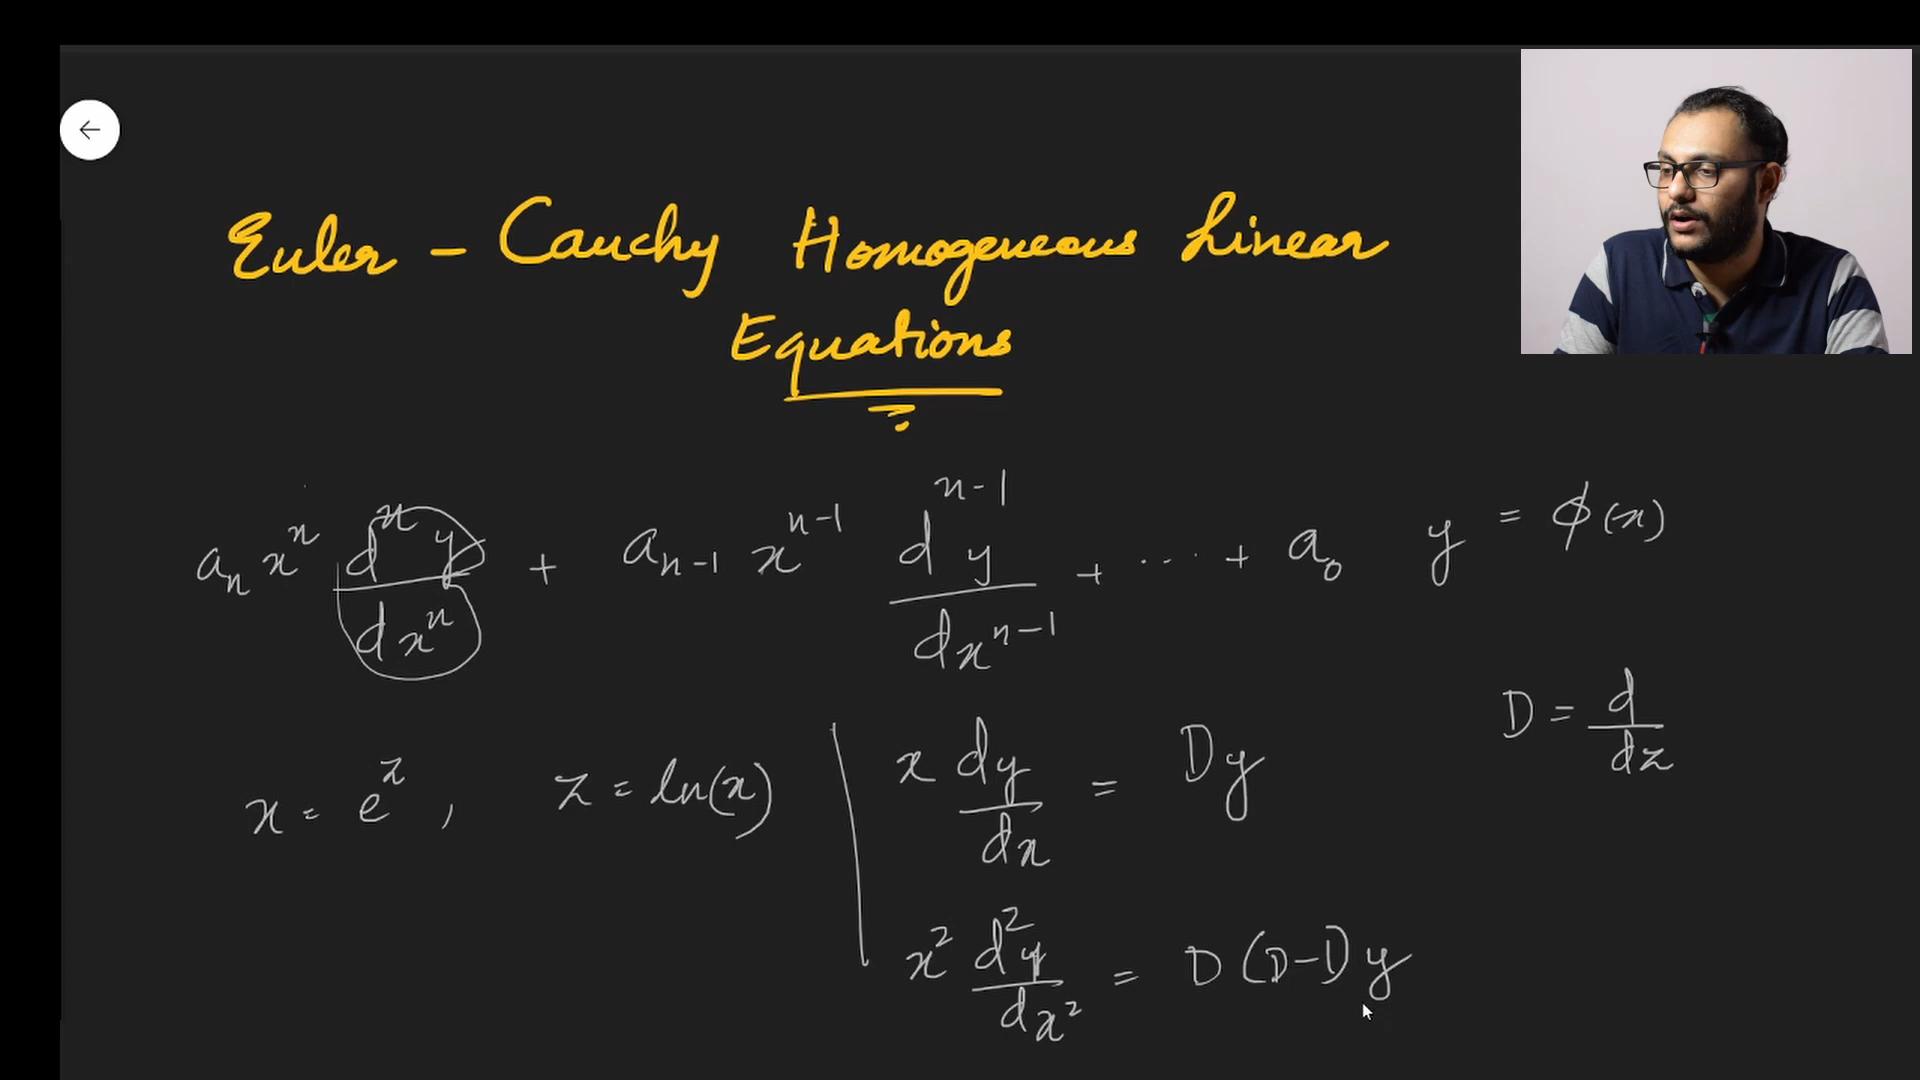 Euler - Cauchy Homogeneous Linear
Equations
aₙ xⁿ dⁿy/dxⁿ + aₙ₋₁ xⁿ⁻¹ dⁿ⁻¹y/dxⁿ⁻¹ + ... + a₀ y = ϕ(x)
D = d/dz
x = e^z , z = ln(x) | x dy/dx = Dy
x² d²y/dx² = D(D-1)y